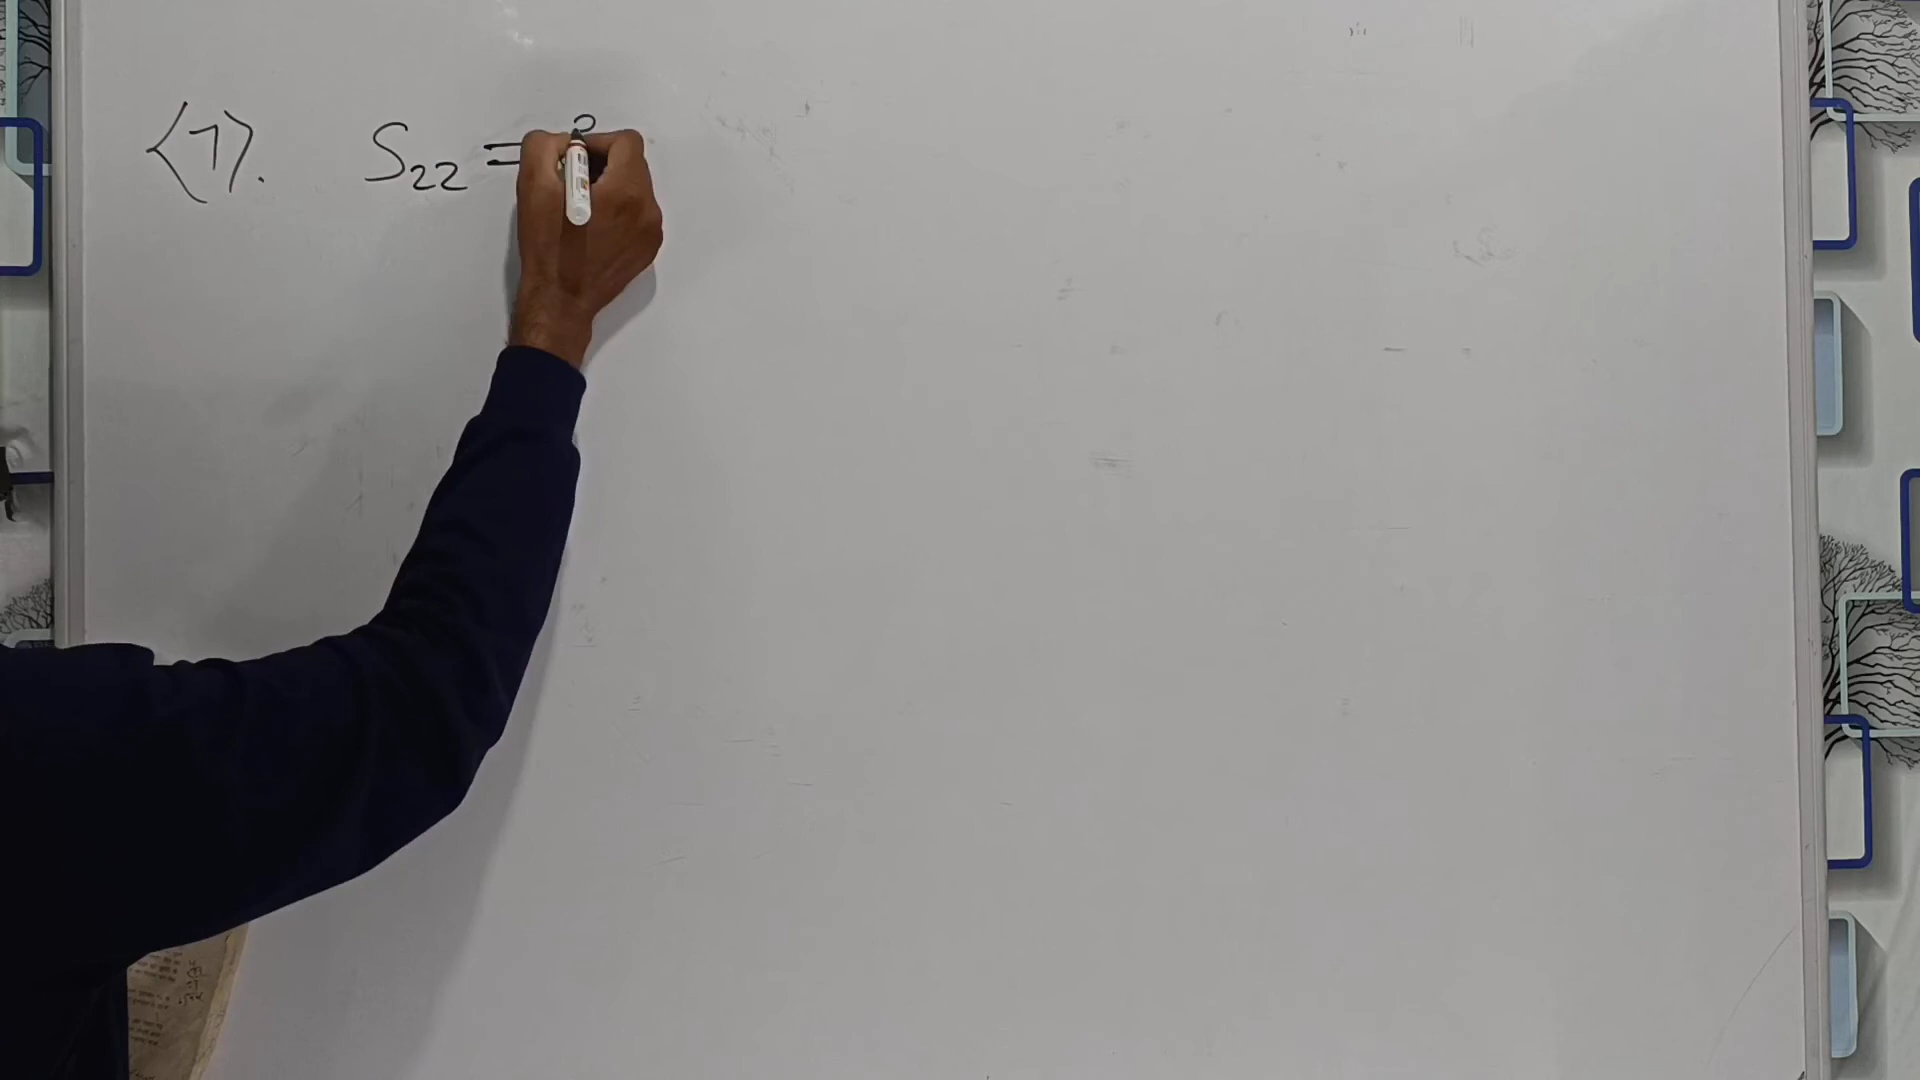 <7>. S22 = ?